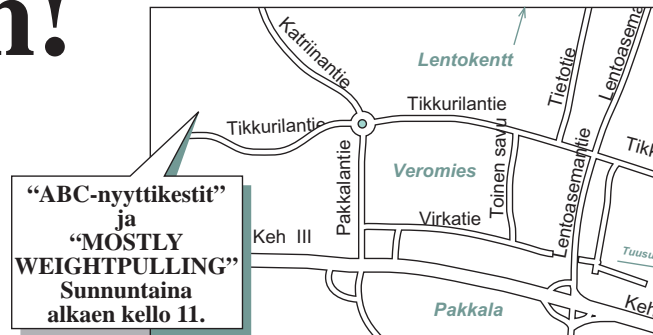 n!
Katriinantie
Lentokentt
Tietotie
Lentoasema
Tikkurilantie
Tikkurilantie
Tikk
Toinen savu
Lentoasemantie
Pakkalantie
Veromies
“ABC-nyyttikestit”
ja
“MOSTLY
WEIGHTPULLING”
Sunnuntaina
alkaen kello 11.
Virkatie
Keh III
Tuusu
Keh
Pakkala